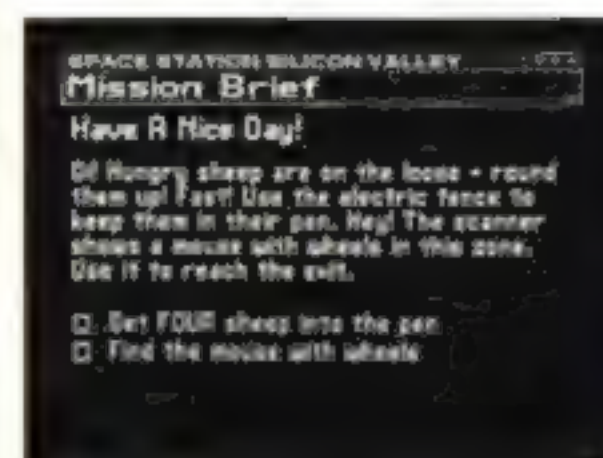 SPACE STATION SILICON VALLEY
Mission Brief
Have A Nice Day!
Oi! Hungry sheep are on the loose - round
them up! Fast! Use the electric fence to
keep them in their pen. Hey! The scanner
shows a mouse with wheels in this zone.
Use it to reach the exit.
Get FOUR sheep into the pen
Find the mouse with wheels